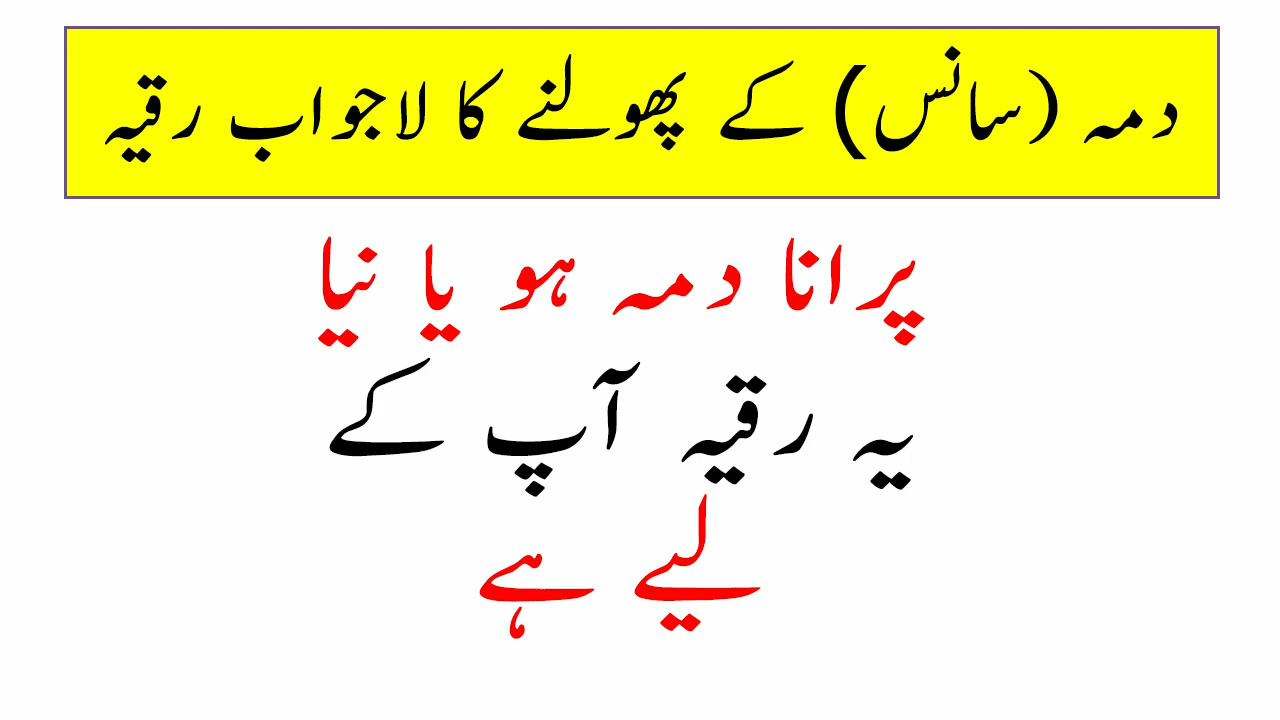 دمہ (سانس) کے پھولنے کا لاجواب رقیہ
پرانا دمہ ہو یا نیا
یہ رقیہ آپ کے
لیے ہے